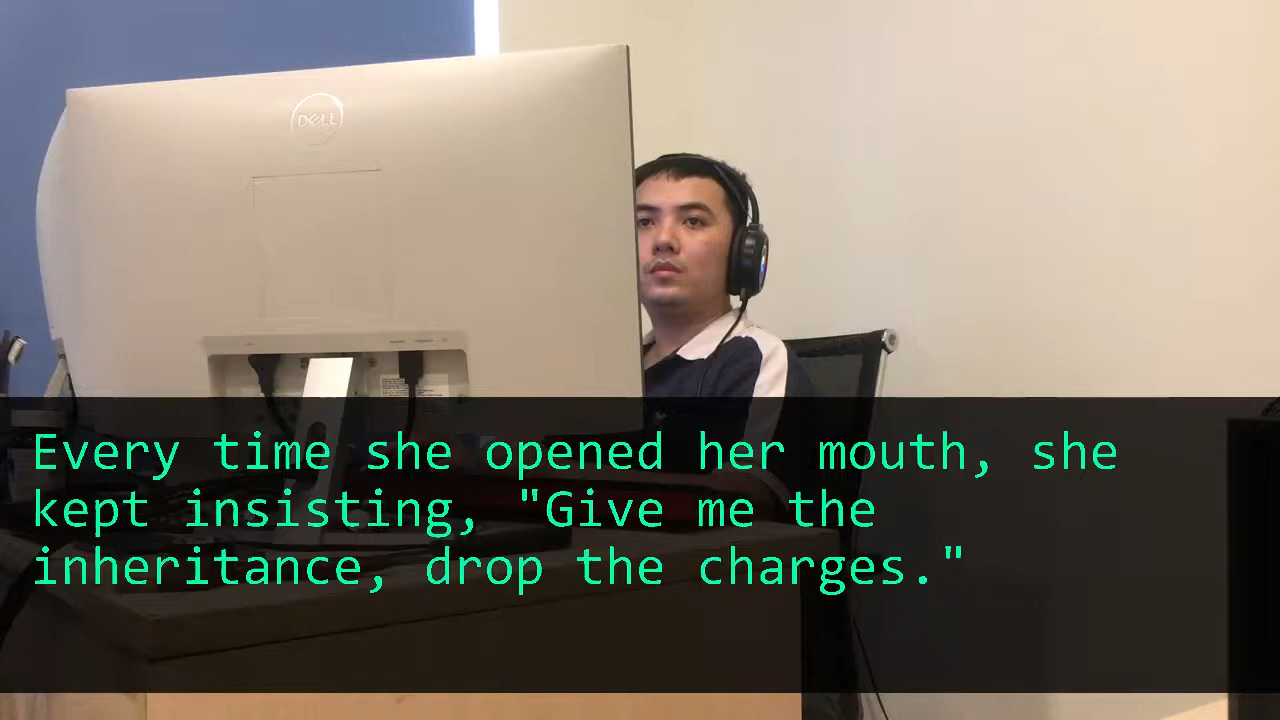 DELL
Every time she opened her mouth, she
kept insisting, "Give me the
inheritance, drop the charges."